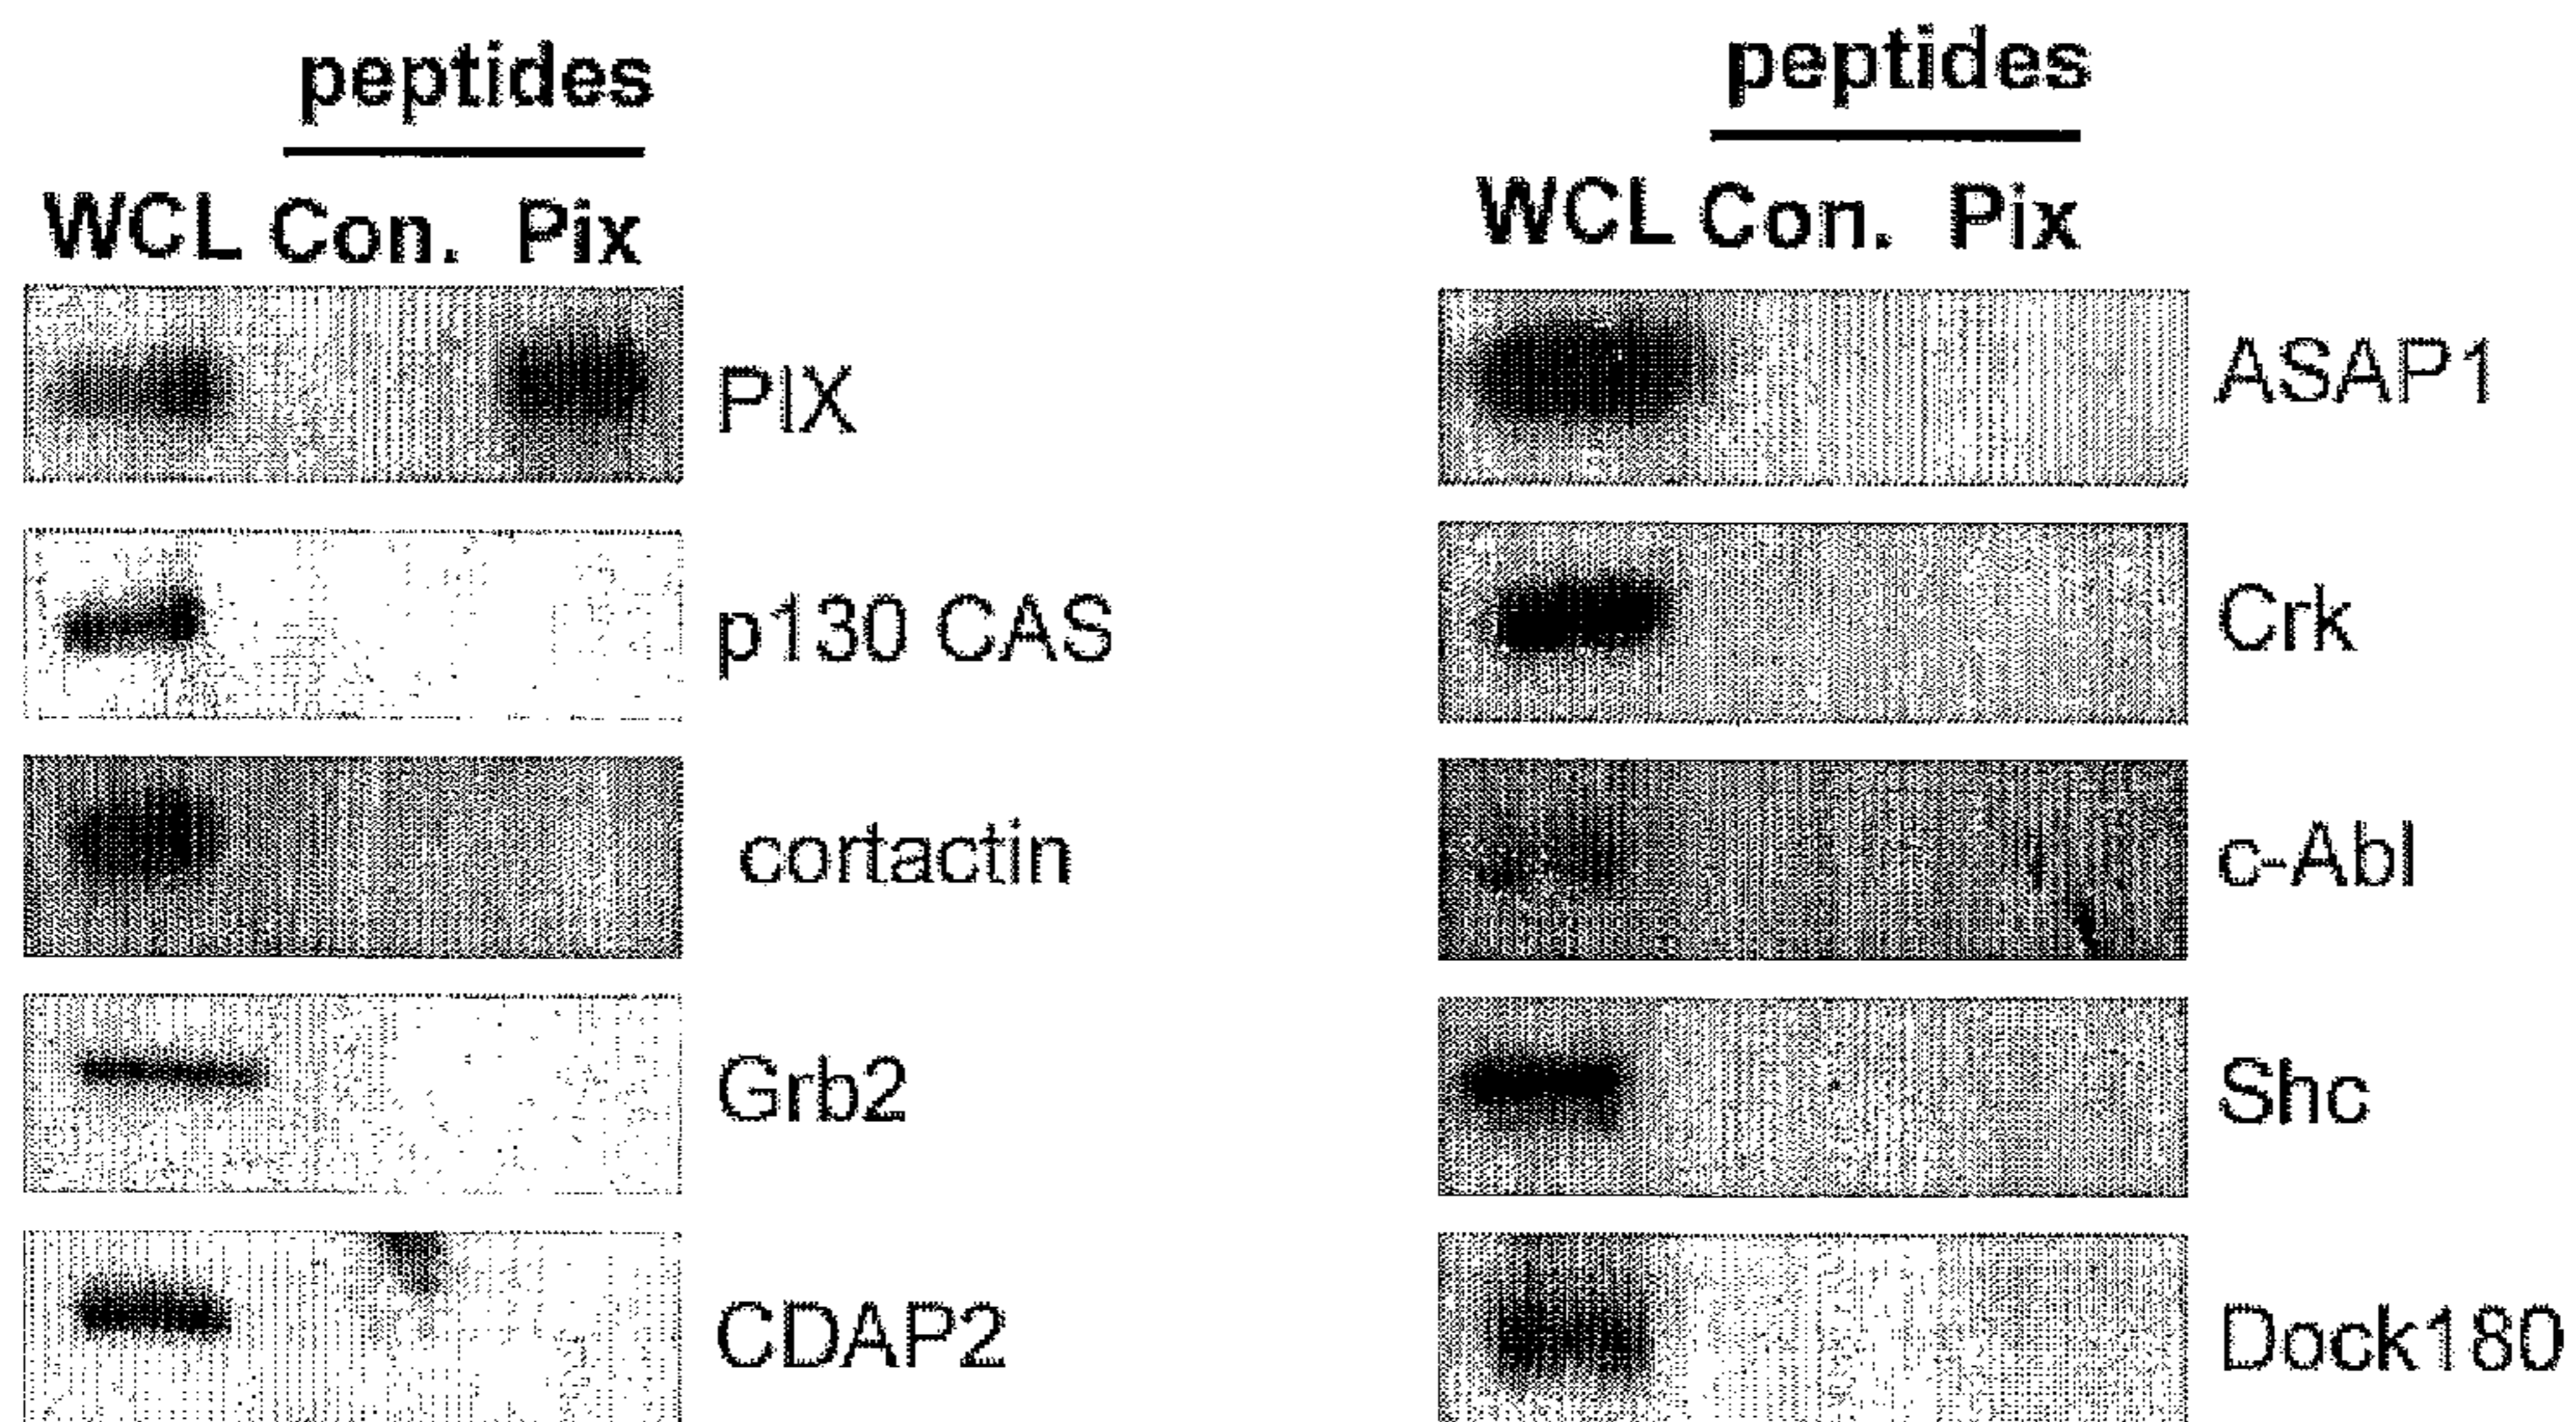 peptides
WCL Con. Pix
PIX
p130 CAS
cortactin
Grb2
CDAP2
peptides
WCL Con. Pix
ASAP1
Crk
c-Abl
Shc
Dock180